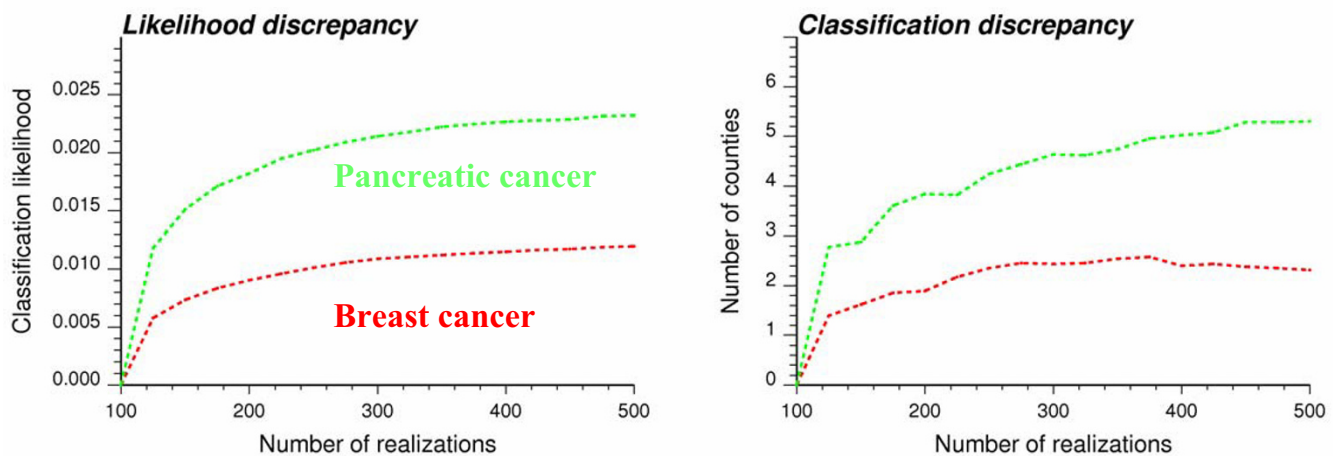 Likelihood discrepancy
Classification likelihood
0.025
0.020
0.015
0.010
0.005
0.000
Pancreatic cancer
Breast cancer
100 200 300 400 500
Number of realizations
Classification discrepancy
Number of counties
6
5
4
3
2
1
0
100 200 300 400 500
Number of realizations